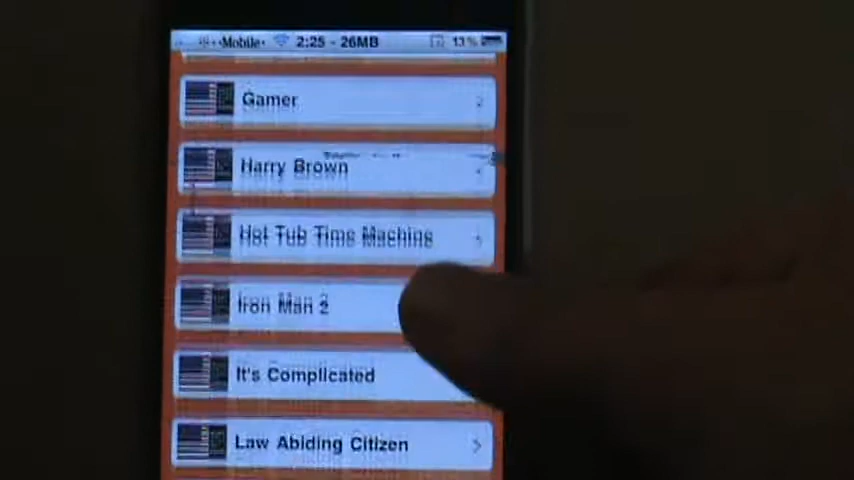 T-Mobile 2:25 - 26MB 13%
Gamer
Harry Brown
Hot Tub Time Machine
Iron Man 2
It's Complicated
Law Abiding Citizen